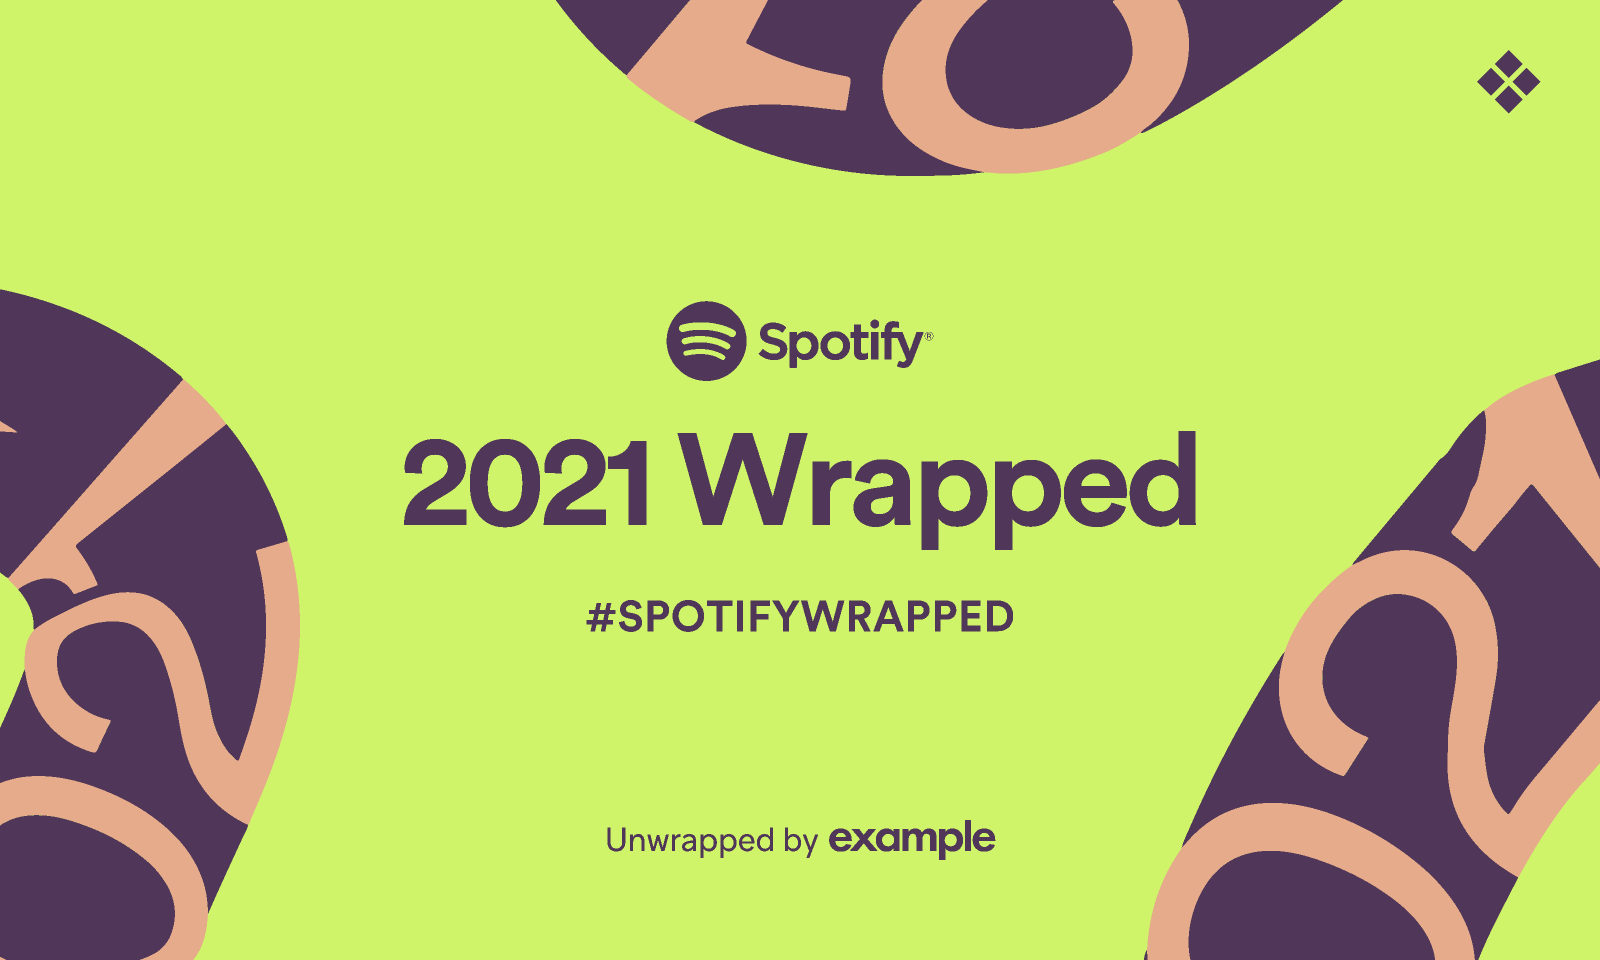 Spotify®
2021 Wrapped
#SPOTIFYWRAPPED
Unwrapped by example